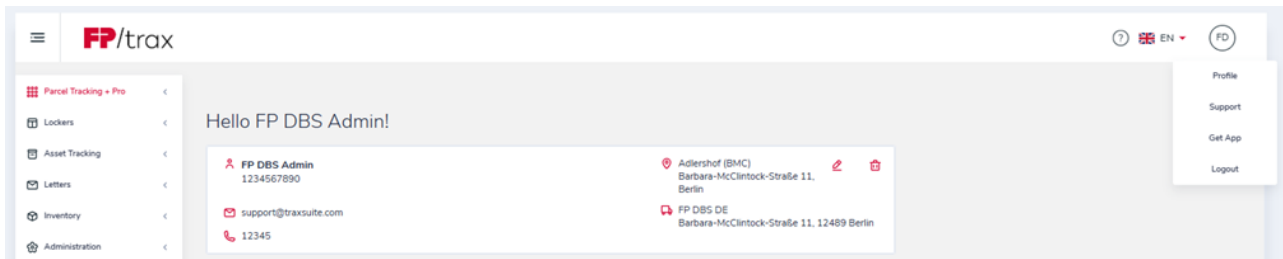 FP/trax
? EN FD
Profile
Support
Get App
Logout
Parcel Tracking + Pro
Lockers
Asset Tracking
Letters
Inventory
Administration
Hello FP DBS Admin!
FP DBS Admin
1234567890
support@traxsuite.com
12345
Adlershof (BMC)
Barbara-McClintock-Straße 11,
Berlin
FP DBS DE
Barbara-McClintock-Straße 11, 12489 Berlin